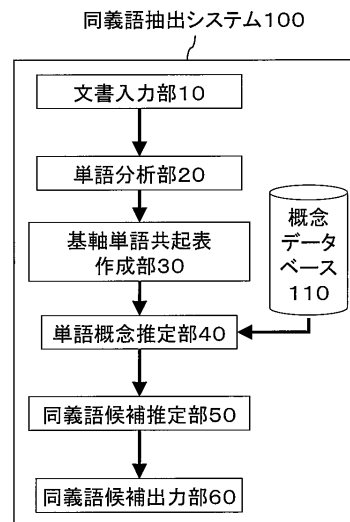 同義語抽出システム100
文書入力部10
単語分析部20
基軸単語共起表
作成部30
概念
データ
ベース
110
単語概念推定部40
同義語候補推定部50
同義語候補出力部60